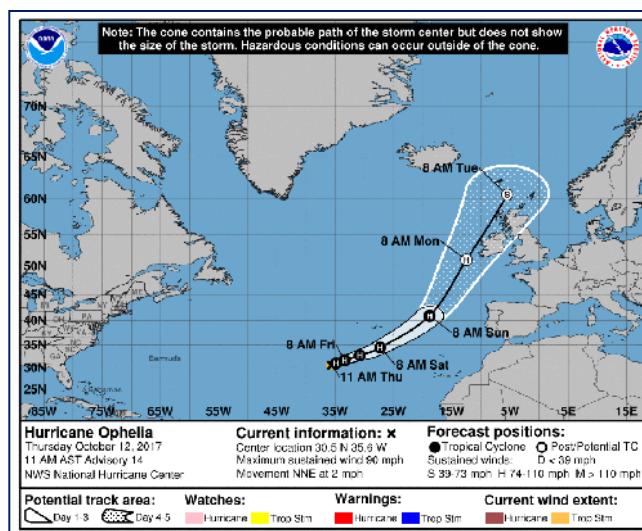 Note: The cone contains the probable path of the storm center but does not show
the size of the storm. Hazardous conditions can occur outside of the cone.
70N
65N
8 AM Tue
60N
55N
8 AM Mon
50N
45N
40N
8 AM Fri
8 AM Sun
35N
8 AM Sat
30N
11 AM Thu
Bermuda
GA
25N
85W 75W 65W 55W 45W 35W 25W 15W 5W 5E 15E
Hurricane Ophelia
Thursday October 12, 2017
11 AM AST Advisory 14
NWS National Hurricane Center
Current information: x
Center location 30.5 N 35.6 W
Maximum sustained wind 90 mph
Movement NNE at 2 mph
Forecast positions:
Tropical Cyclone Post/Potential TC
Sustained winds: D < 39 mph
S 39-73 mph H 74-110 mph M > 110 mph
Potential track area:
Day 1-3 Day 4-5
Watches:
Hurricane Trop Stm
Warnings:
Hurricane Trop Stm
Current wind extent:
Hurricane Trop Stm